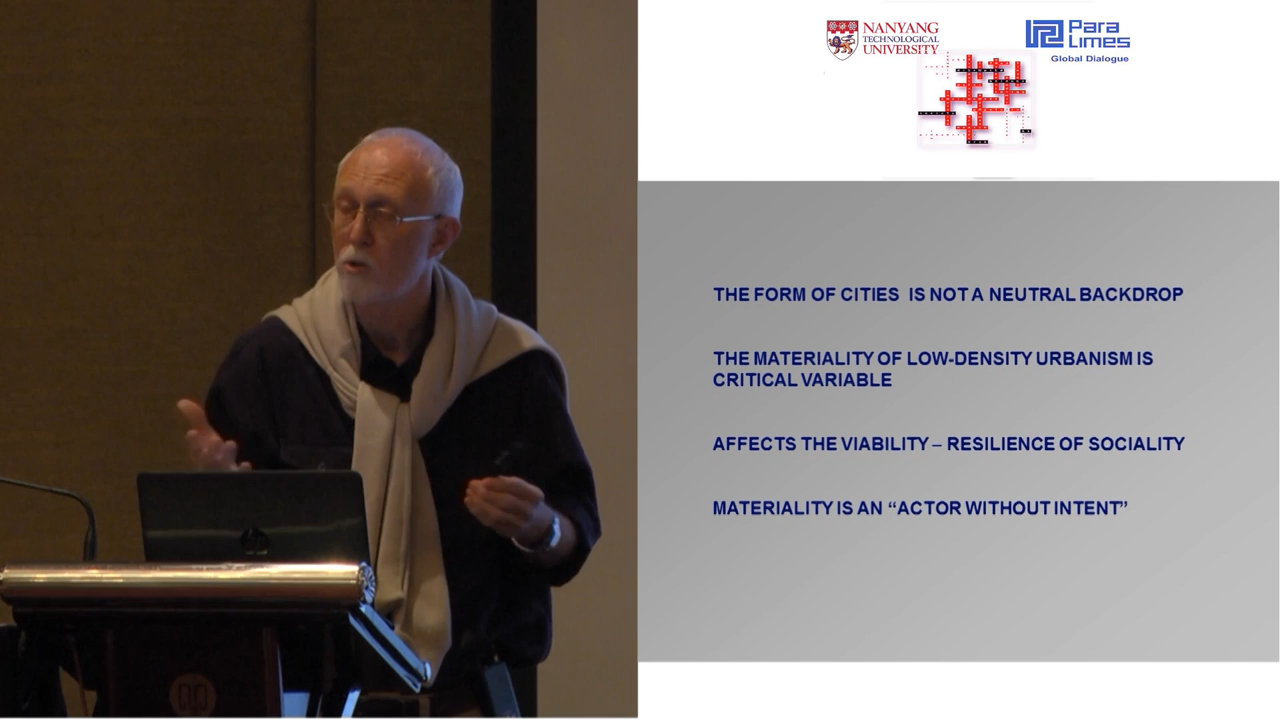 NANYANG
TECHNOLOGICAL
UNIVERSITY
Para
Limes
Global Dialogue
THE FORM OF CITIES IS NOT A NEUTRAL BACKDROP
THE MATERIALITY OF LOW-DENSITY URBANISM IS
CRITICAL VARIABLE
AFFECTS THE VIABILITY – RESILIENCE OF SOCIALITY
MATERIALITY IS AN “ACTOR WITHOUT INTENT”